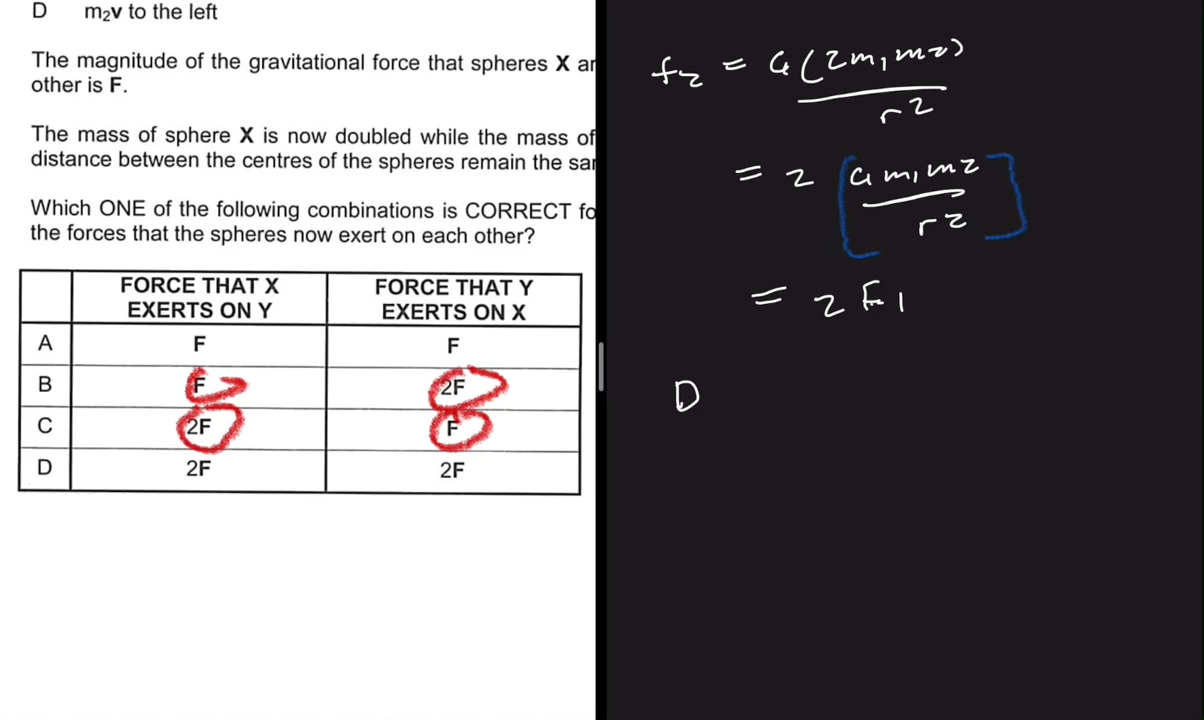 D m₂v to the left
The magnitude of the gravitational force that spheres X ar
other is F.
The mass of sphere X is now doubled while the mass of
distance between the centres of the spheres remain the sar
Which ONE of the following combinations is CORRECT fo
the forces that the spheres now exert on each other?
FORCE THAT X EXERTS ON Y FORCE THAT Y EXERTS ON X
A F F
B F 2F
C 2F F
D 2F 2F
f₂ = G(2m₁m₂)
r²
= 2 [Gm₁m₂
r²]
= 2F₁
D